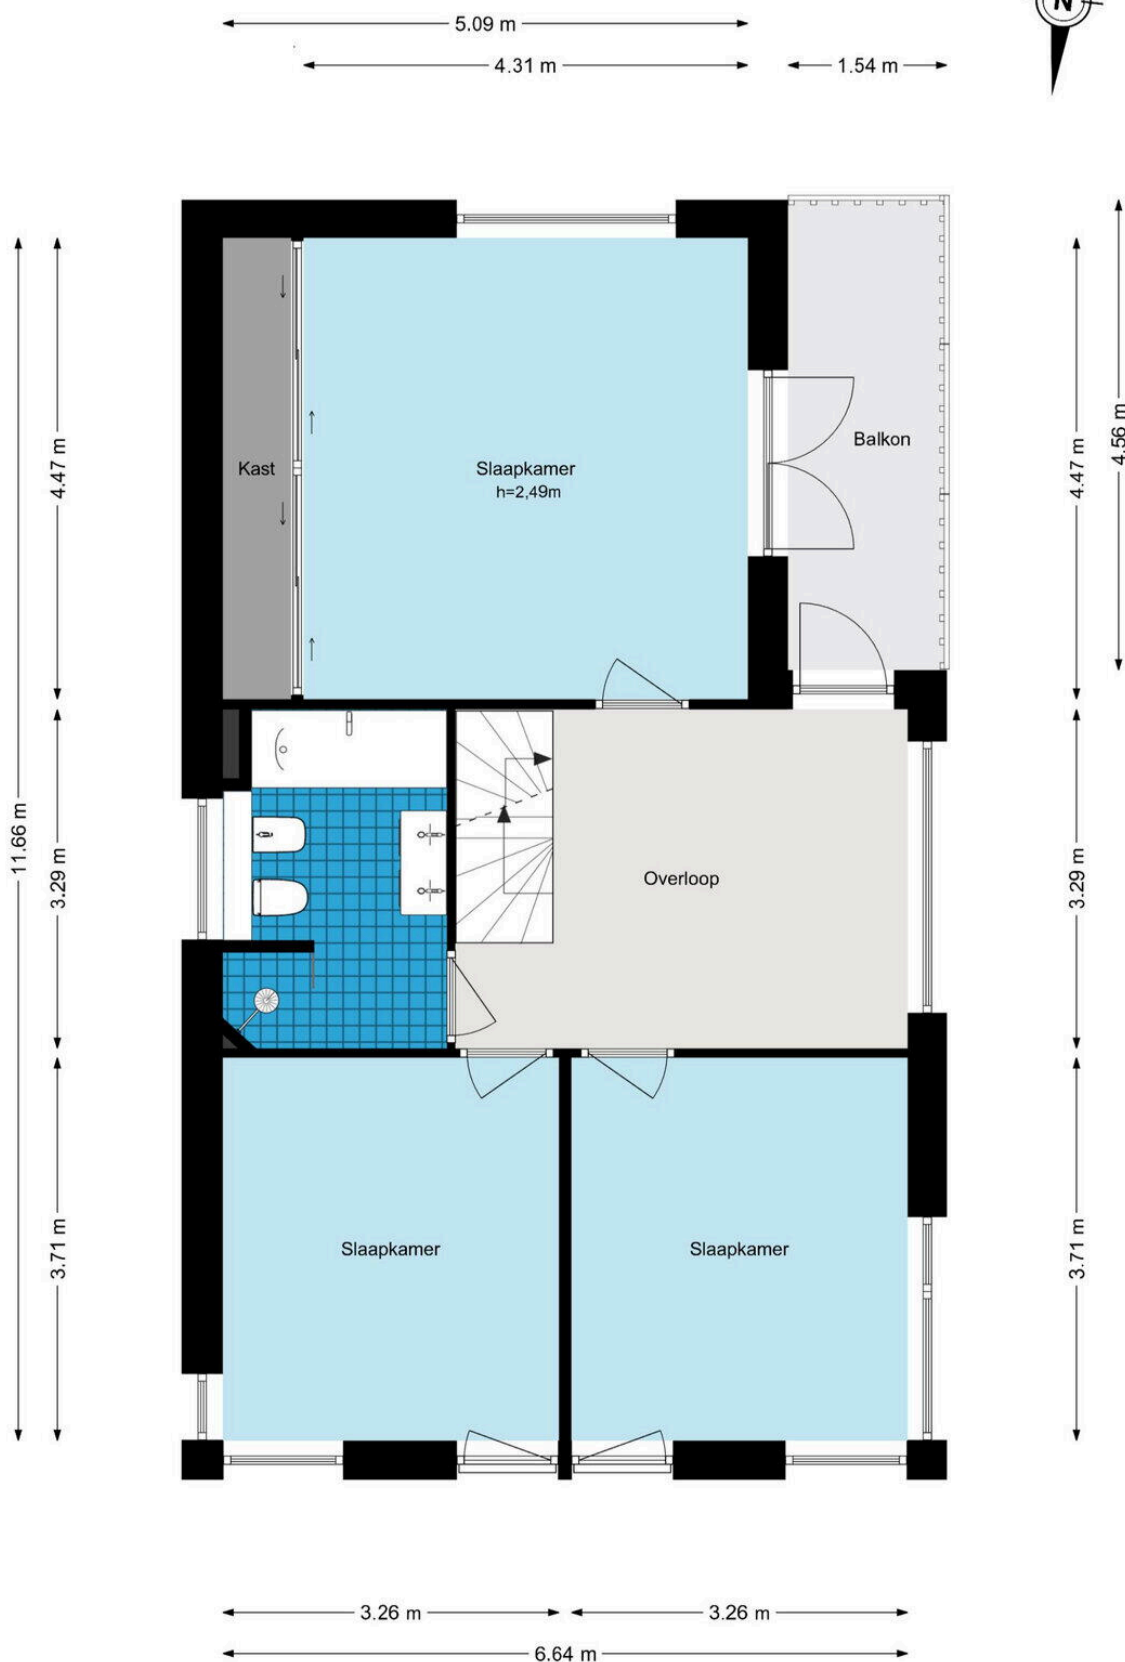 N
5.09 m
4.31 m
1.54 m
4.56 m
4.47 m
4.47 m
Balkon
Kast
Slaapkamer
h=2,49m
11.66 m
3.29 m
3.29 m
Overloop
3.71 m
3.71 m
Slaapkamer
Slaapkamer
3.26 m
3.26 m
6.64 m